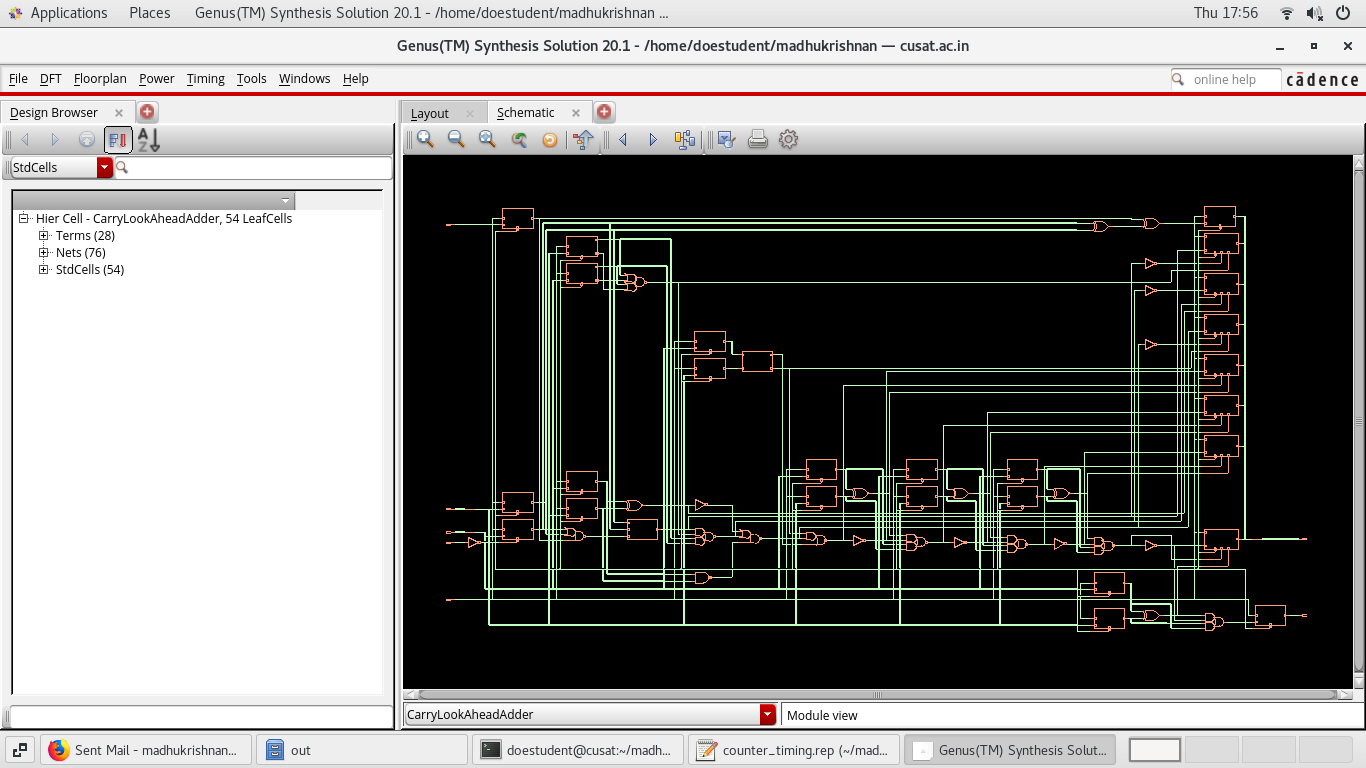 Applications Places Genus(TM) Synthesis Solution 20.1 - /home/doestudent/madhukrishnan ... Thu 17:56
Genus(TM) Synthesis Solution 20.1 - /home/doestudent/madhukrishnan — cusat.ac.in
File DFT Floorplan Power Timing Tools Windows Help online help cādence
Design Browser Layout Schematic
StdCells
Hier Cell - CarryLookAheadAdder, 54 LeafCells
Terms (28)
Nets (76)
StdCells (54)
CarryLookAheadAdder Module view
Sent Mail - madhukrishnan... out doestudent@cusat:~/madh... counter_timing.rep (~/mad... Genus(TM) Synthesis Solut...